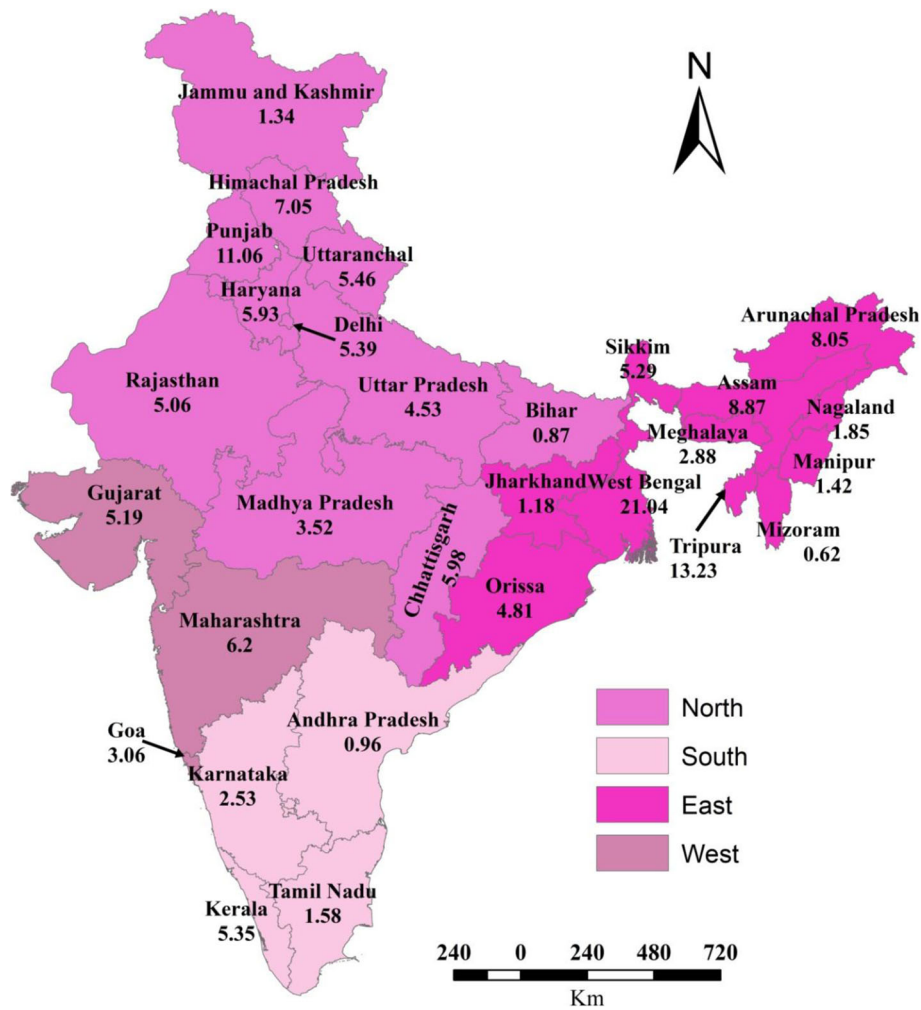 N
Jammu and Kashmir
1.34
Himachal Pradesh
7.05
Punjab
11.06
Uttaranchal
5.46
Haryana
5.93
Delhi
5.39
Arunachal Pradesh
8.05
Sikkim
5.29
Rajasthan
5.06
Uttar Pradesh
4.53
Assam
8.87
Bihar
0.87
Nagaland
1.85
Meghalaya
2.88
Manipur
1.42
Gujarat
5.19
Madhya Pradesh
3.52
Jharkhand
1.18
West Bengal
21.04
Mizoram
0.62
Tripura
13.23
Chhattisgarh
5.98
Orissa
4.81
Maharashtra
6.2
Goa
3.06
Andhra Pradesh
0.96
Karnataka
2.53
Tamil Nadu
1.58
Kerala
5.35
North
South
East
West
240 0 240 480 720
Km